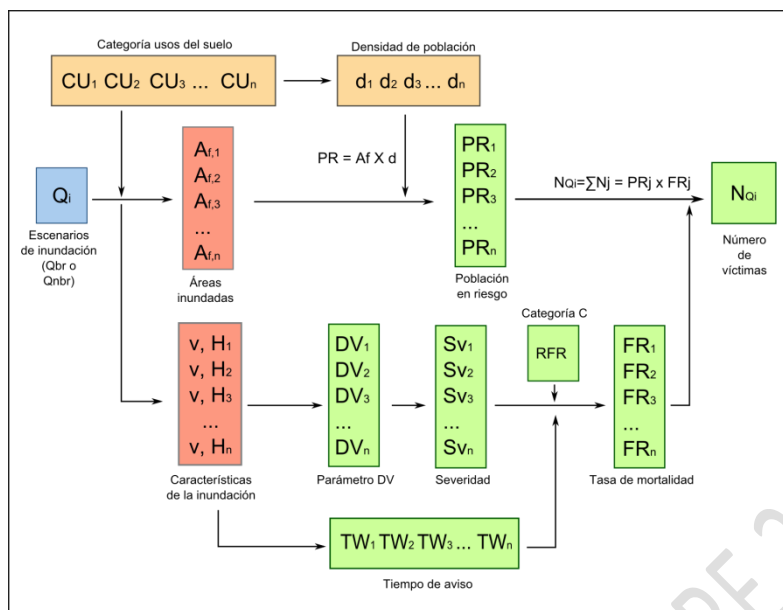 Categoría usos del suelo
CU1 CU2 CU3 ... CUn
Densidad de población
d1 d2 d3 ... dn
PR = Af X d
Qi
Escenarios
de inundación
(Qbr o
Qnbr)
Af,1
Af,2
Af,3
...
Af,n
Áreas
inundadas
PR1
PR2
PR3
...
PRn
Población
en riesgo
NQi=∑Nj = PRj x FRj
NQi
Número
de
víctimas
v, H1
v, H2
v, H3
...
v, Hn
Características
de la inundación
DV1
DV2
DV3
...
DVn
Parámetro DV
Sv1
Sv2
Sv3
...
Svn
Severidad
Categoría C
RFR
FR1
FR2
FR3
...
FRn
Tasa de mortalidad
TW1 TW2 TW3 ... TWn
Tiempo de aviso